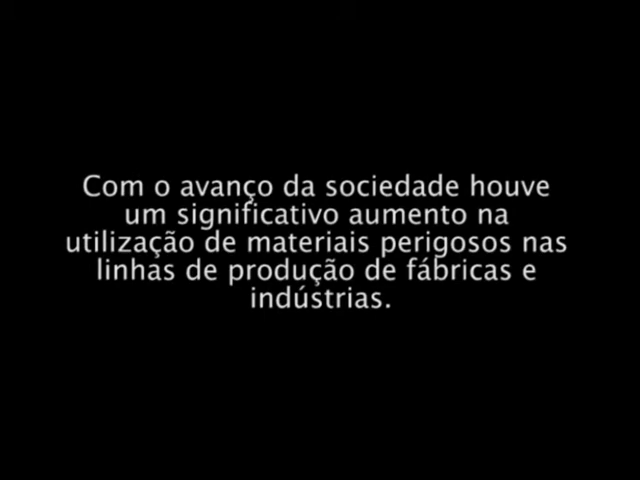 Com o avanço da sociedade houve
um significativo aumento na
utilização de materiais perigosos nas
linhas de produção de fábricas e
indústrias.